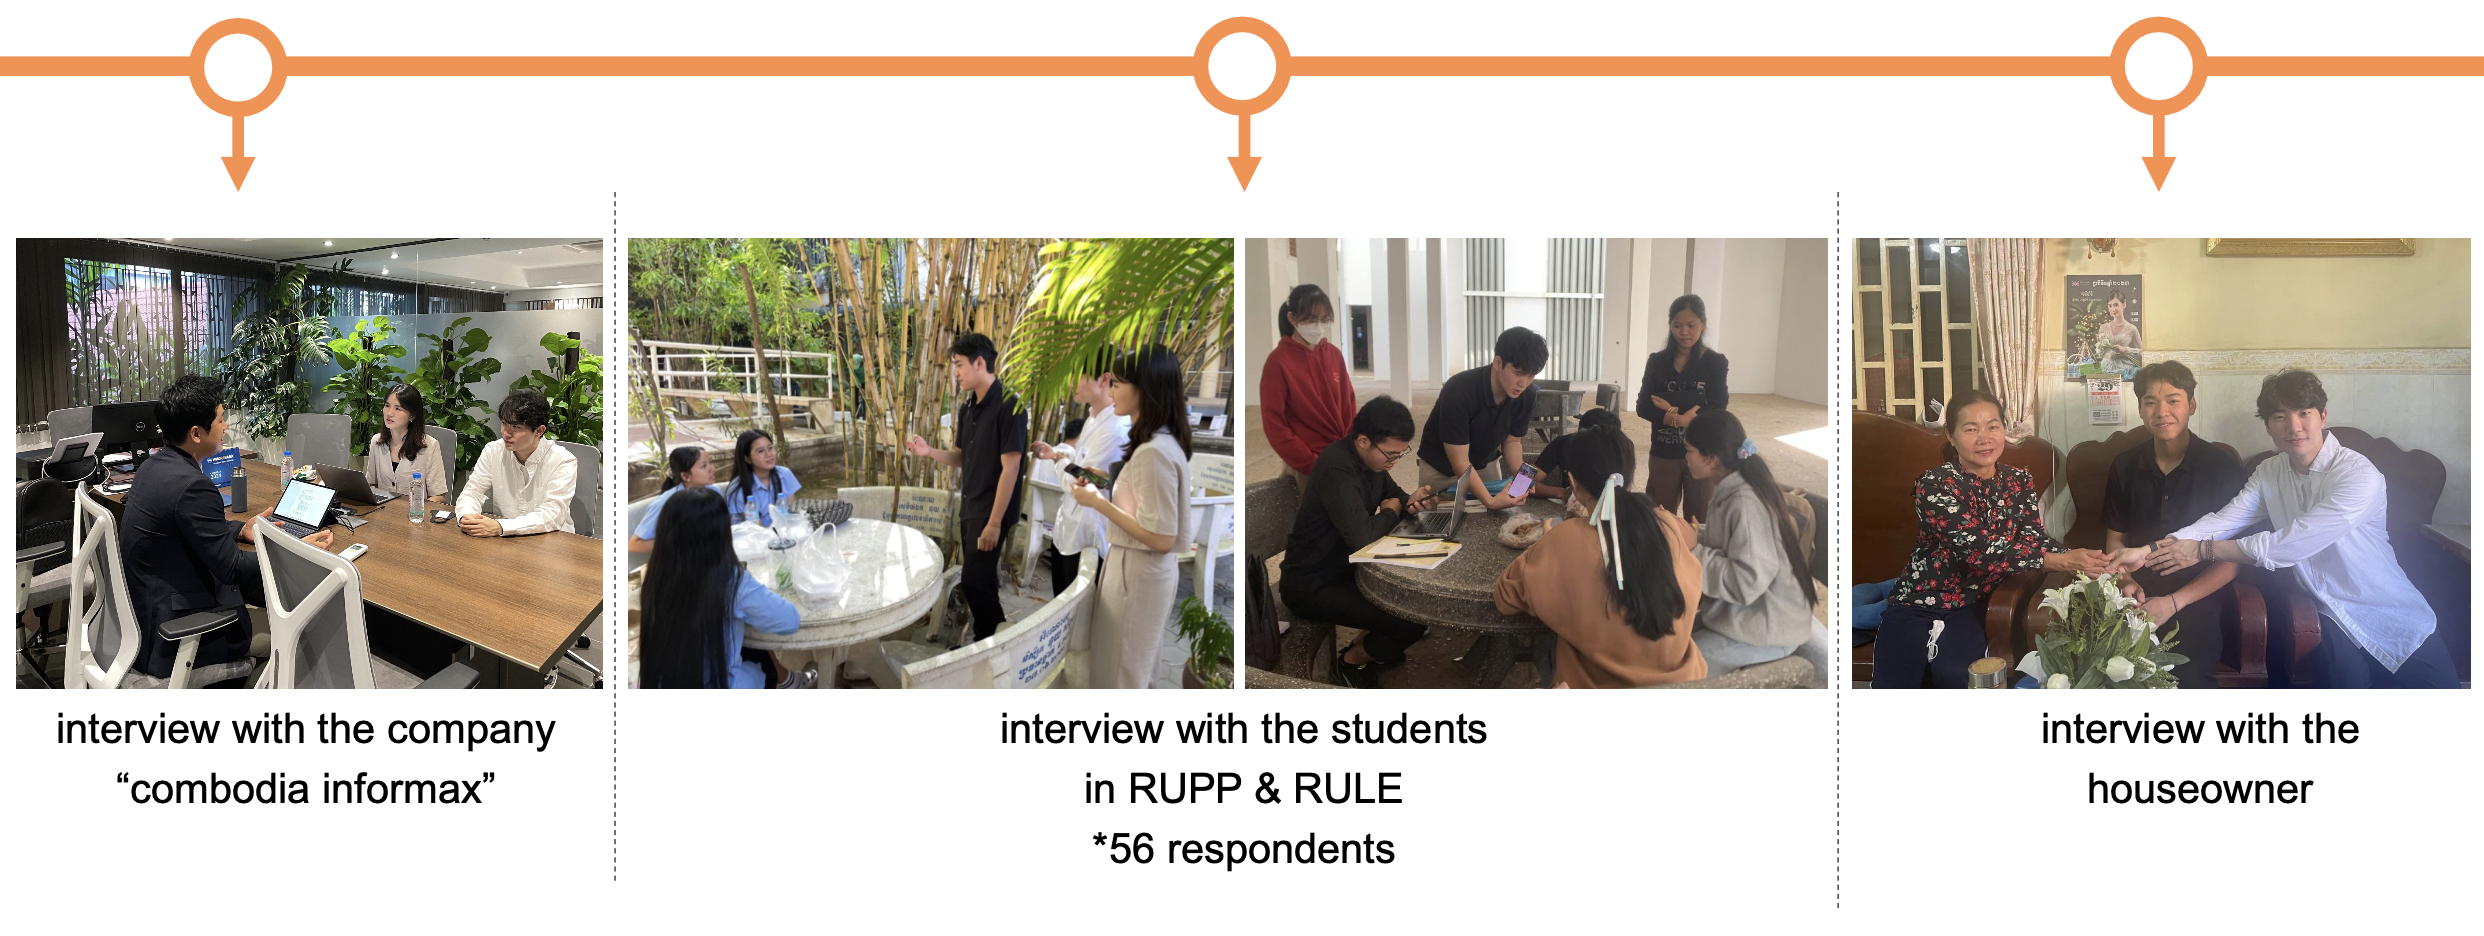 interview with the company
“combodia informax”
interview with the students
in RUPP & RULE
*56 respondents
29
interview with the
houseowner